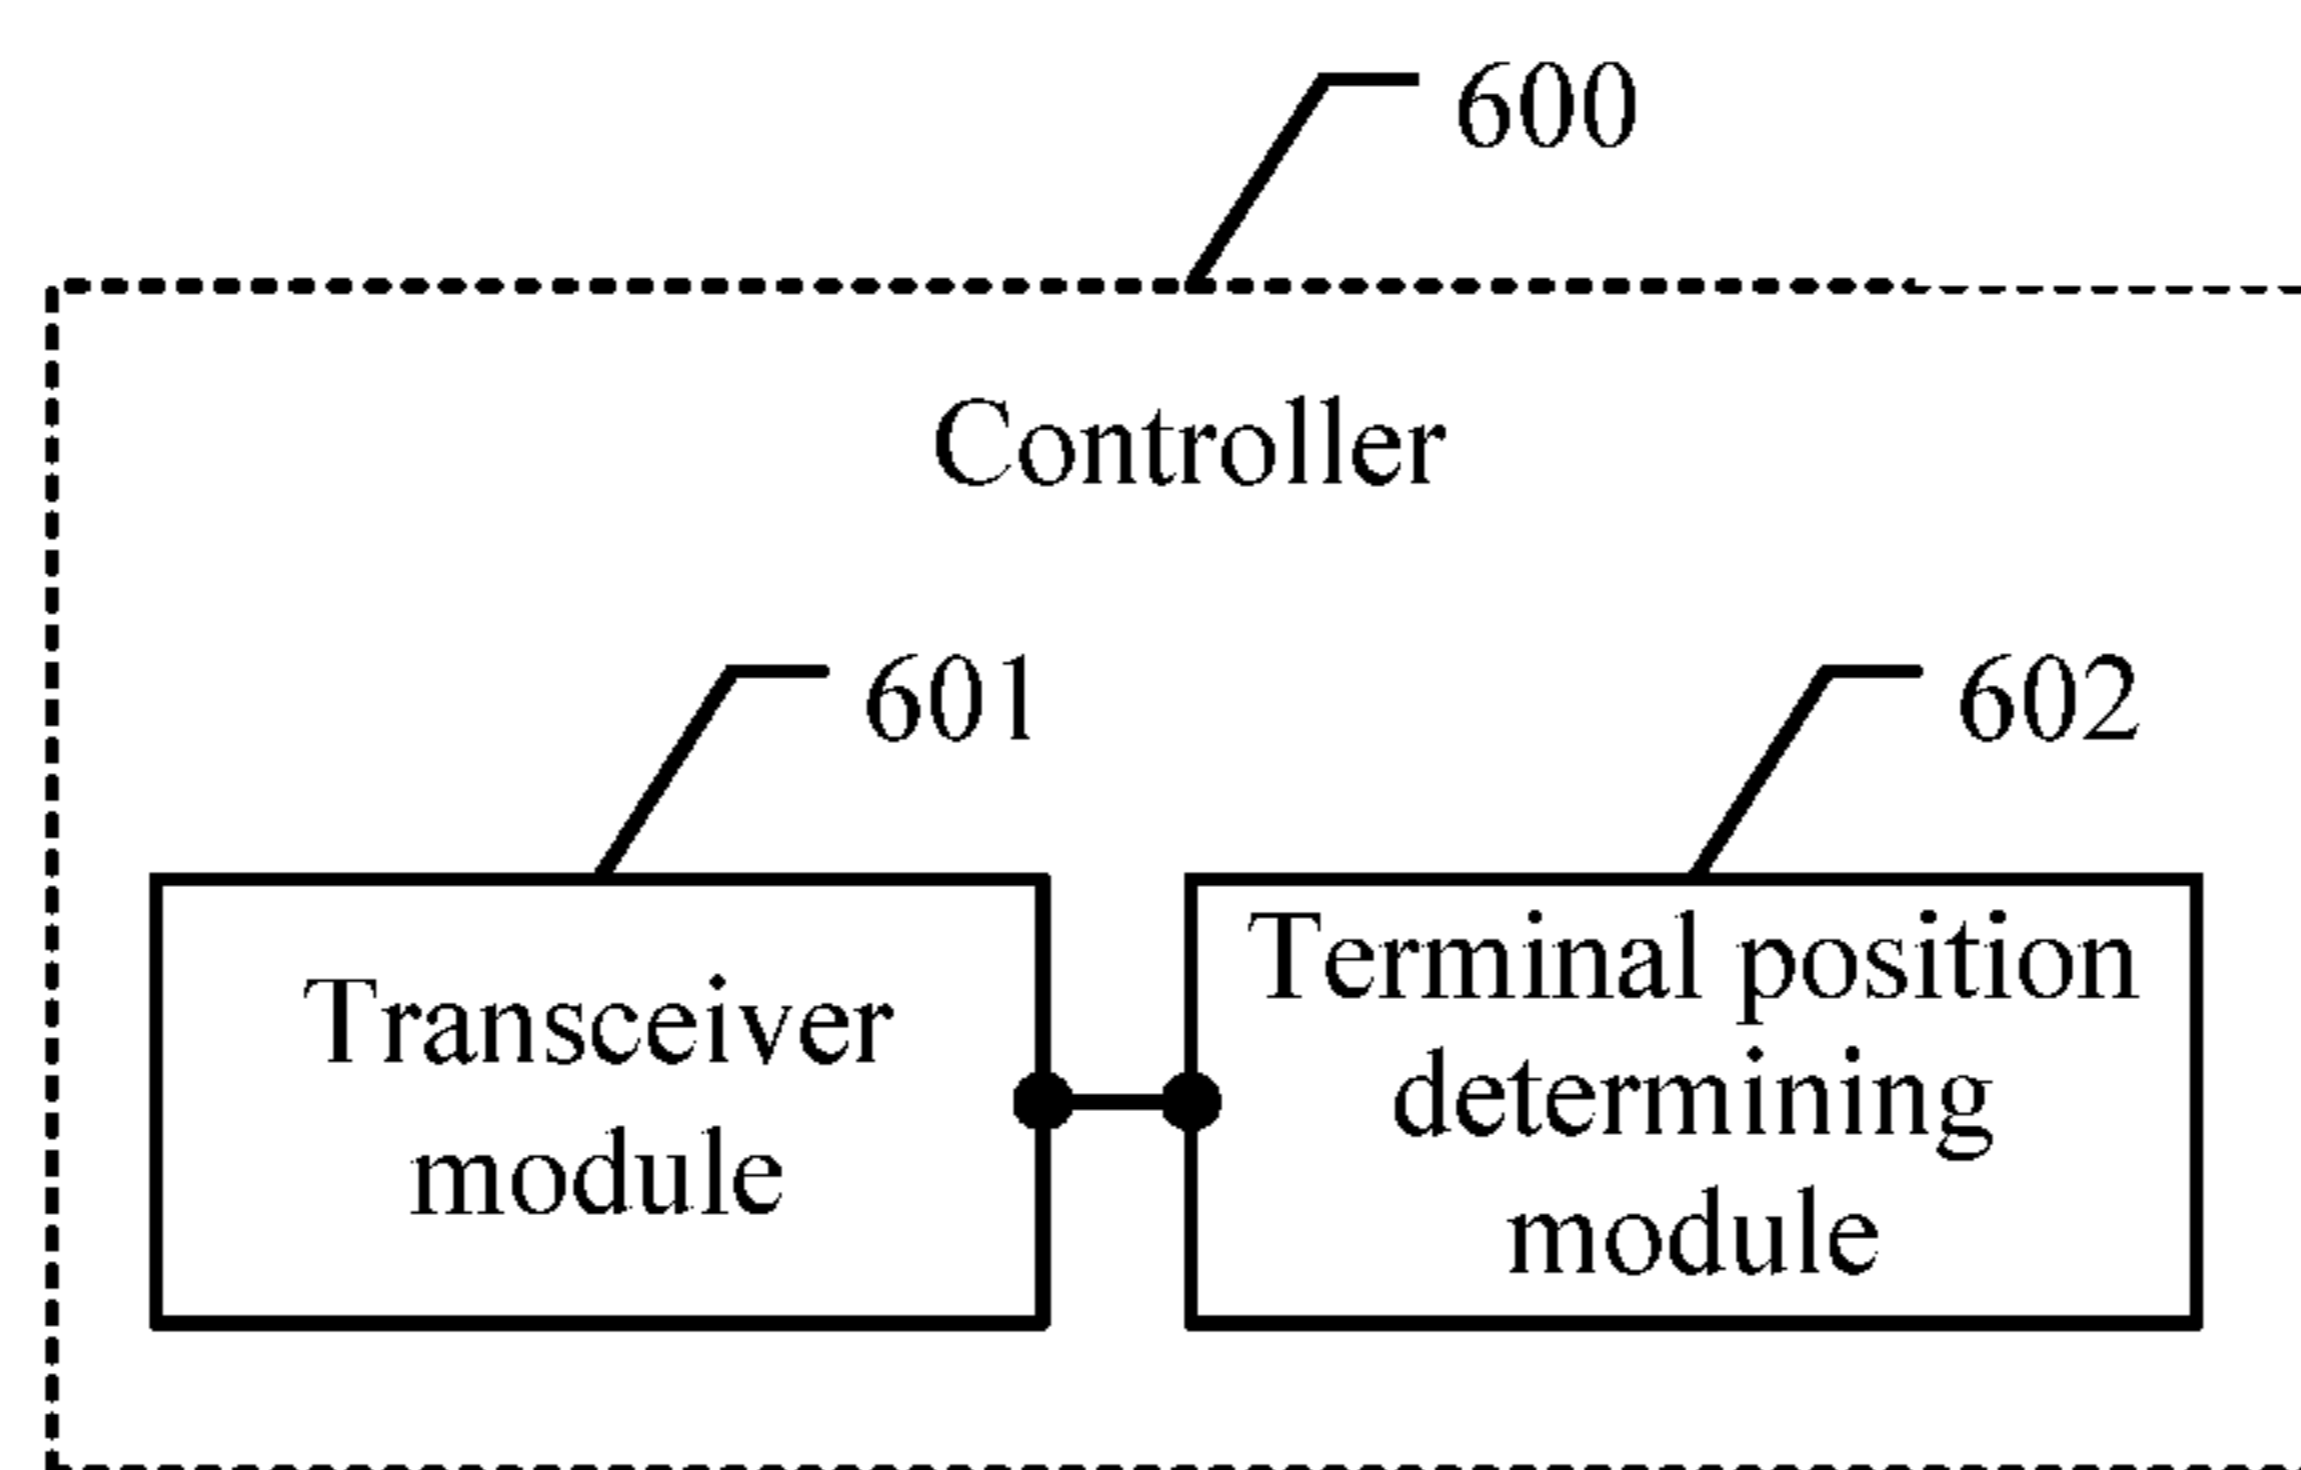 600
Controller
601
602
Transceiver
module
Terminal position
determining
module